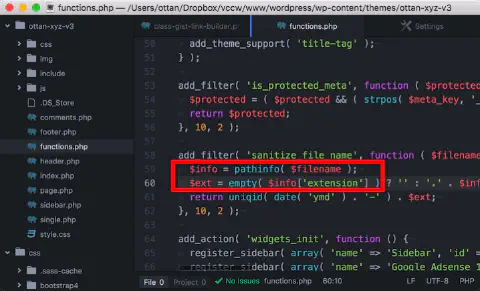 functions.php — /Users/ottan/Dropbox/vccw/www/wordpress/wp-content/themes/ottan-xyz-v3
ottan-xyz-v3
css
img
include
js
.DS_Store
comments.php
footer.php
functions.php
header.php
index.php
page.php
sidebar.php
single.php
style.css
css
.sass-cache
bootstrap4
class-gist-link-builder.p
functions.php
Settings
50 add_theme_support( 'title-tag' );
51 } );
52
53 add_filter( 'is_protected_meta', function ( $protected
54 $protected = ( $protected && ( strpos( $meta_key, '_
55 return $protected;
56 }, 10, 2 );
57
58 add_filter( 'sanitize_file_name', function ( $filename
59 $info = pathinfo( $filename );
60 $ext = empty( $info['extension'] ) ? '' : '.' . $inf
61 return uniqid( date( 'ymd' ) . '-' ) . $ext;
62 }, 10, 2 );
63
64 add_action( 'widgets_init', function () {
65 register_sidebar( array( 'name' => 'Sidebar', 'id' =
66 register_sidebar( array( 'name' => 'Google Adsense 1
File 0 Project 0 No Issues functions.php 60:10 LF UTF-8 PHP